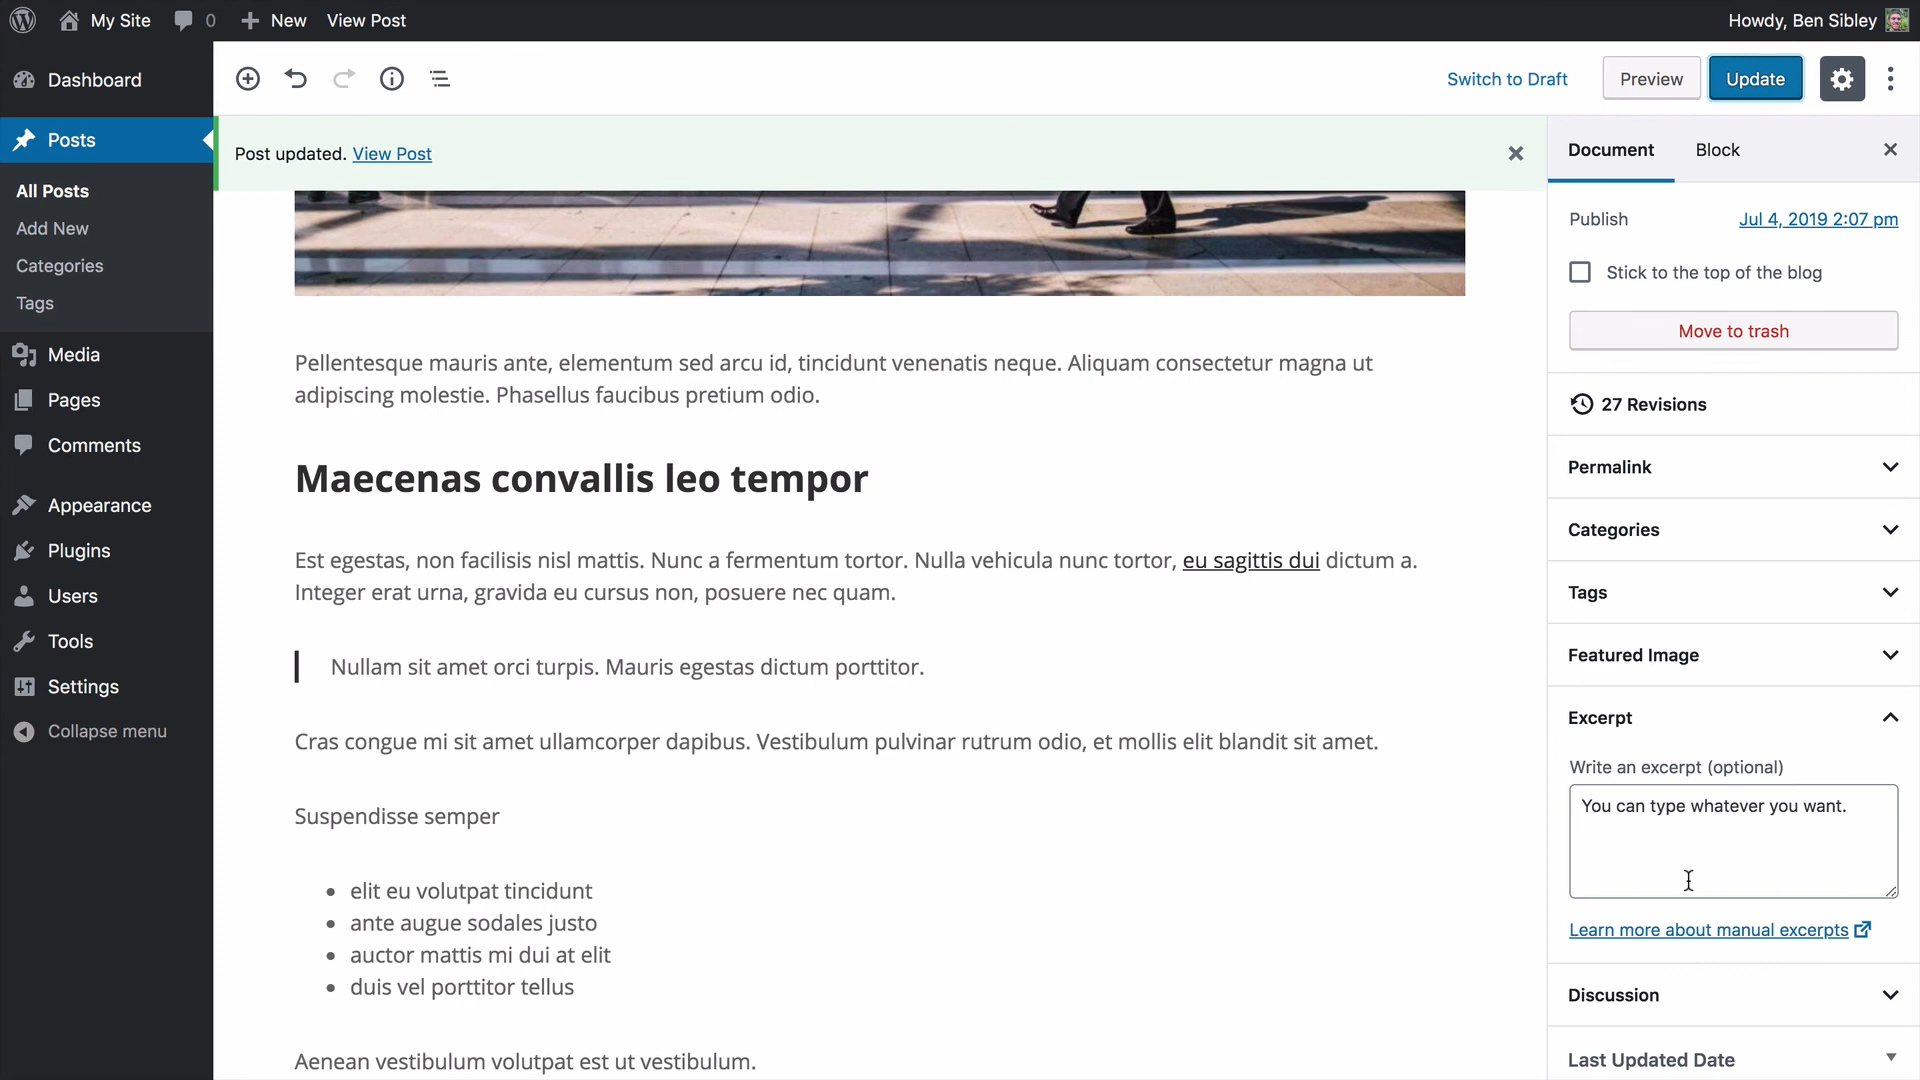 My Site
0
New
View Post
Howdy, Ben Sibley
Dashboard
Posts
All Posts
Add New
Categories
Tags
Media
Pages
Comments
Appearance
Plugins
Users
Tools
Settings
Collapse menu
Switch to Draft
Preview
Update
Post updated. View Post
Pellentesque mauris ante, elementum sed arcu id, tincidunt venenatis neque. Aliquam consectetur magna ut
adipiscing molestie. Phasellus faucibus pretium odio.
Maecenas convallis leo tempor
Est egestas, non facilisis nisl mattis. Nunc a fermentum tortor. Nulla vehicula nunc tortor, eu sagittis dui dictum a.
Integer erat urna, gravida eu cursus non, posuere nec quam.
Nullam sit amet orci turpis. Mauris egestas dictum porttitor.
Cras congue mi sit amet ullamcorper dapibus. Vestibulum pulvinar rutrum odio, et mollis elit blandit sit amet.
Suspendisse semper
elit eu volutpat tincidunt
ante augue sodales justo
auctor mattis mi dui at elit
duis vel porttitor tellus
Aenean vestibulum volutpat est ut vestibulum.
Document
Block
Publish
Jul 4, 2019 2:07 pm
Stick to the top of the blog
Move to trash
27 Revisions
Permalink
Categories
Tags
Featured Image
Excerpt
Write an excerpt (optional)
You can type whatever you want.
Learn more about manual excerpts
Discussion
Last Updated Date